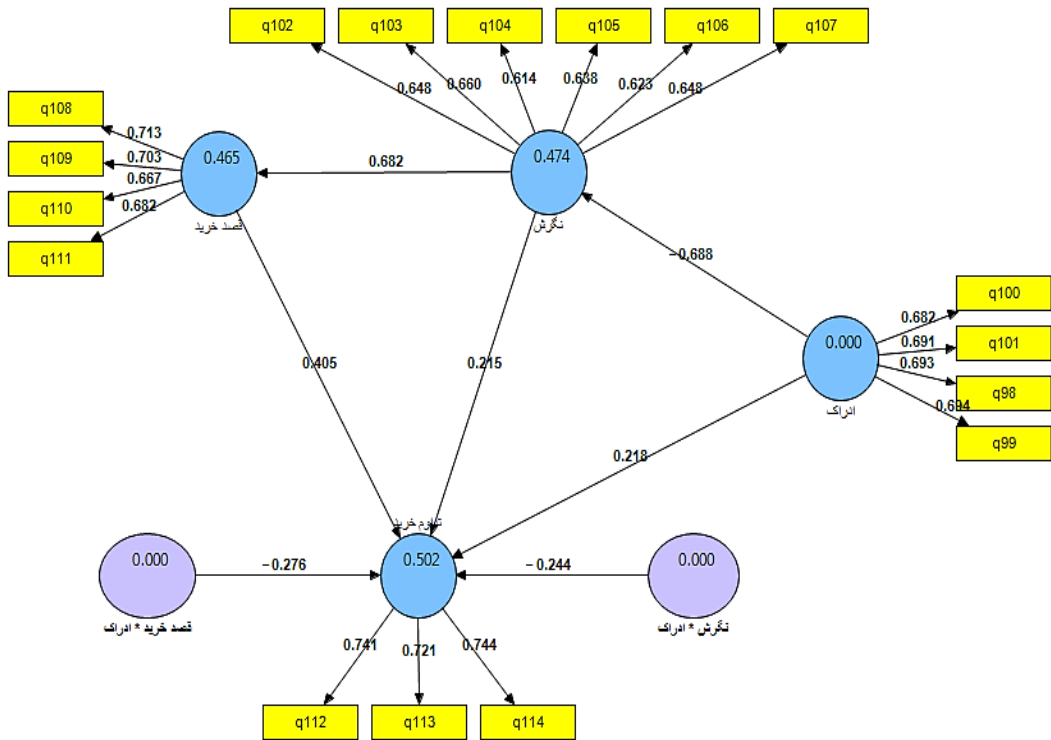 q102
q103
q104
q105
q106
q107
0.648
0.660
0.614
0.638
0.623
0.648
q108
q109
q110
q111
0.713
0.703
0.667
0.682
0.465
قصد خرید
0.682
0.474
نگرش
–0.688
q100
q101
q98
q99
0.682
0.691
0.693
0.694
0.000
ادراک
0.405
0.215
0.218
تداوم خرید
0.502
0.000
قصد خرید * ادراک
–0.276
–0.244
0.000
نگرش * ادراک
0.741
0.721
0.744
q112
q113
q114